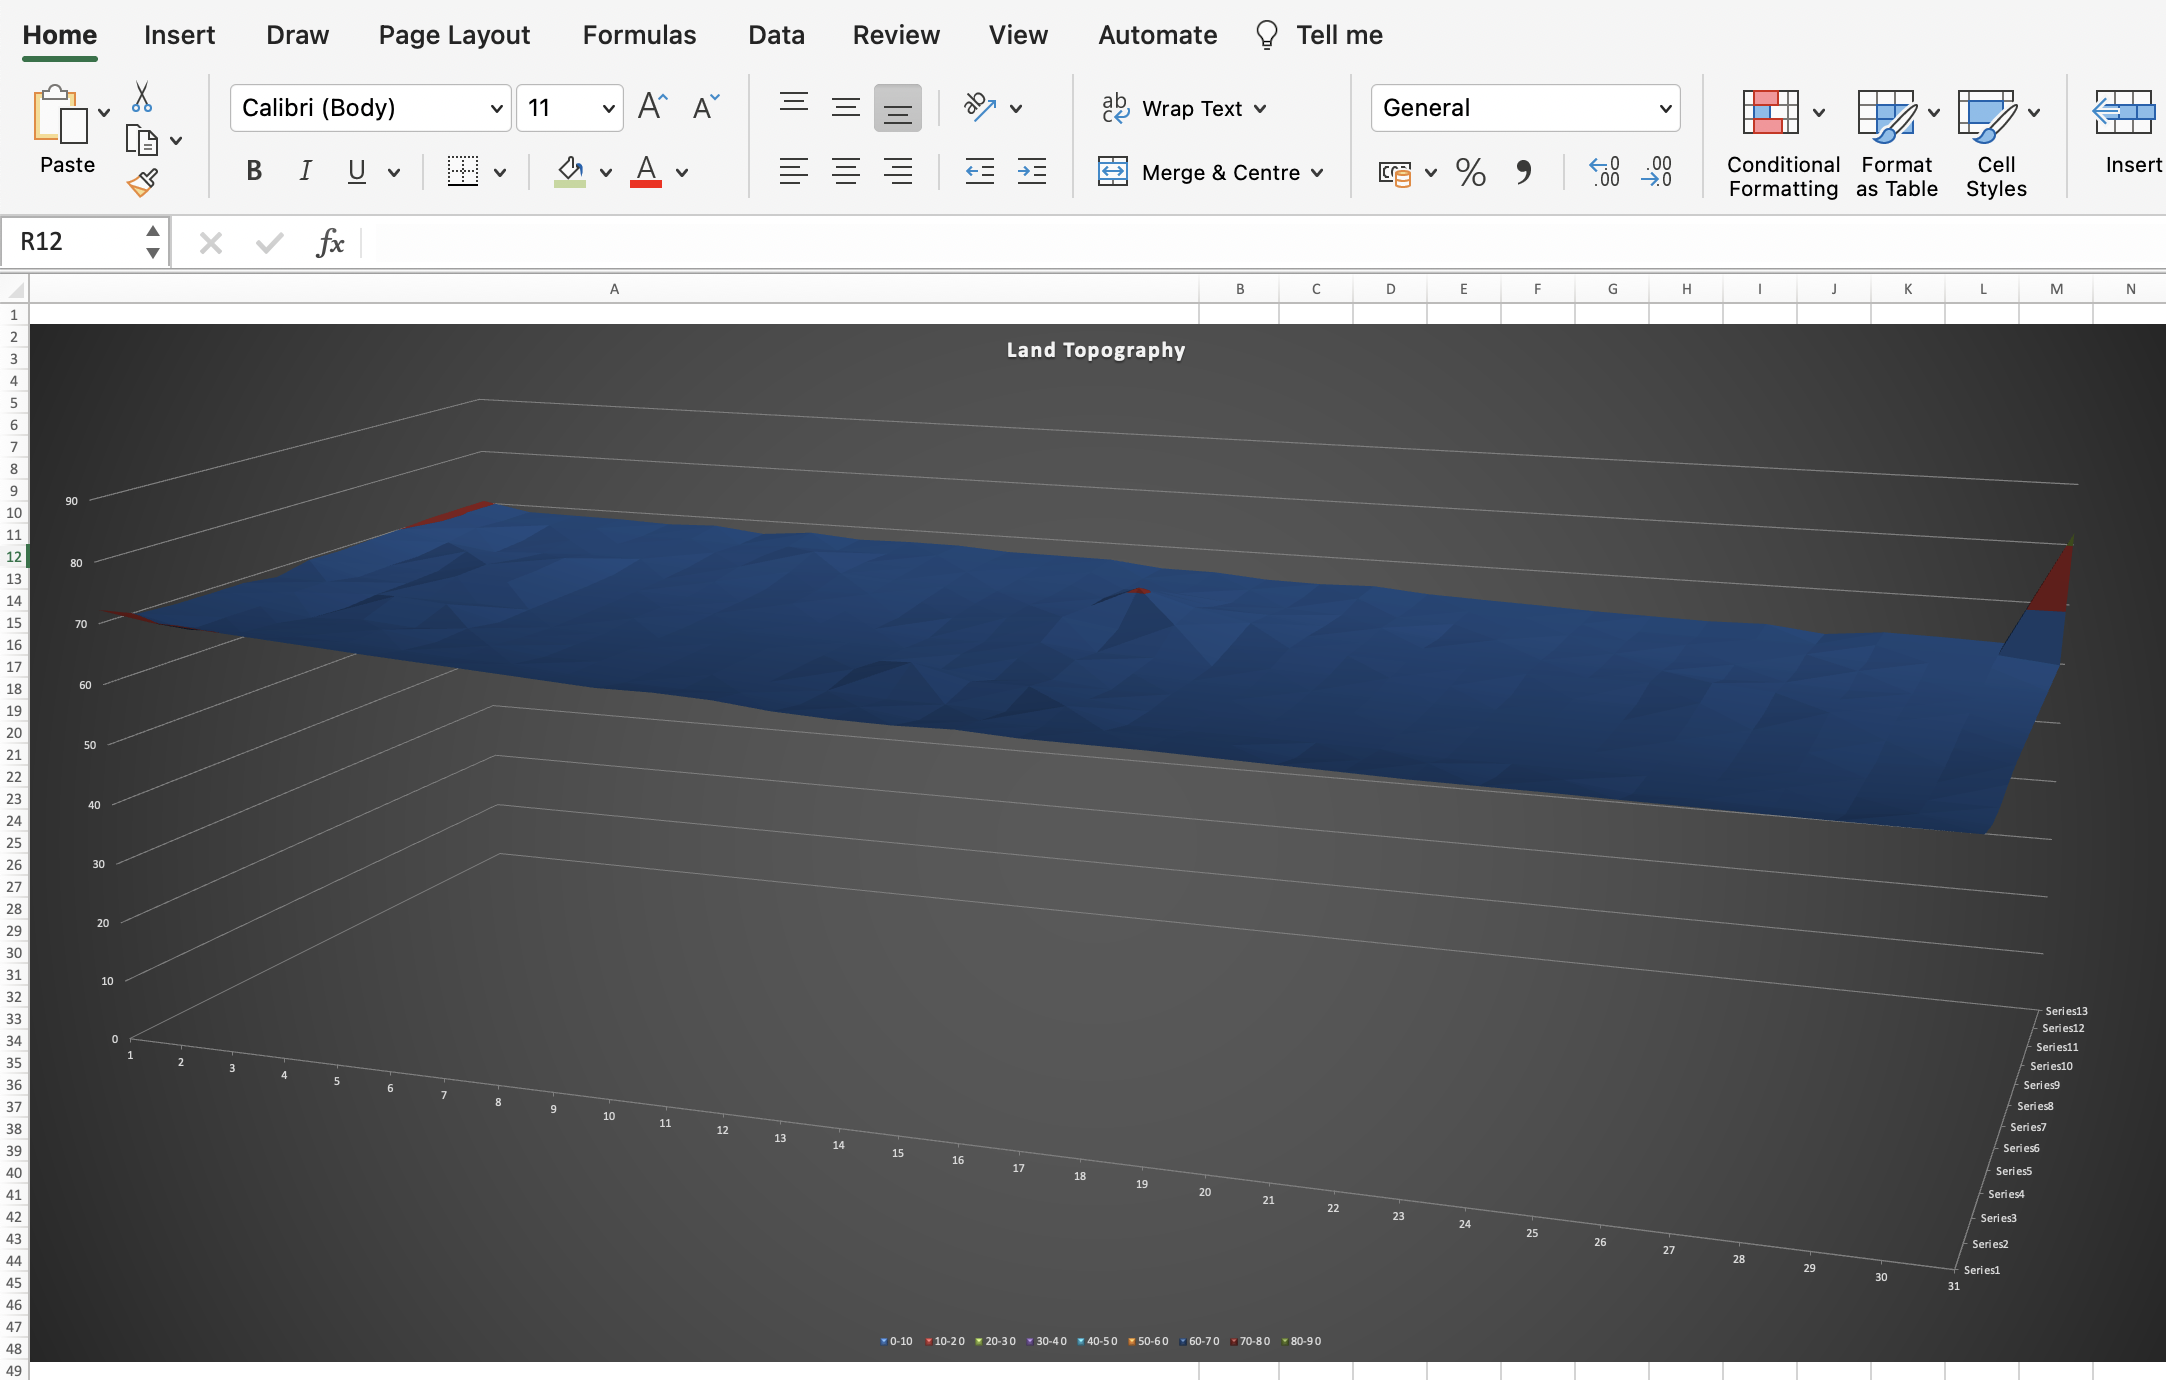 Home Insert Draw Page Layout Formulas Data Review View Automate Tell me
Paste
Calibri (Body) 11 A A
B I U A
ab
ab c Wrap Text
Merge & Centre
General
% 0 .00 .00 0
Conditional Formatting
Format as Table
Cell Styles
Insert
R12 fx
A B C D E F G H I J K L M N
1
2
3
4
5
6
7
8
9
10
11
12
13
14
15
16
17
18
19
20
21
22
23
24
25
26
27
28
29
30
31
32
33
34
35
36
37
38
39
40
41
42
43
44
45
46
47
48
49
Land Topography
90
80
70
60
50
40
30
20
10
0
1 2 3 4 5 6 7 8 9 10 11 12 13 14 15 16 17 18 19 20 21 22 23 24 25 26 27 28 29 30 31
Series13
Series12
Series11
Series10
Series9
Series8
Series7
Series6
Series5
Series4
Series3
Series2
Series1
0-10 10-20 20-30 30-40 40-50 50-60 60-70 70-80 80-90